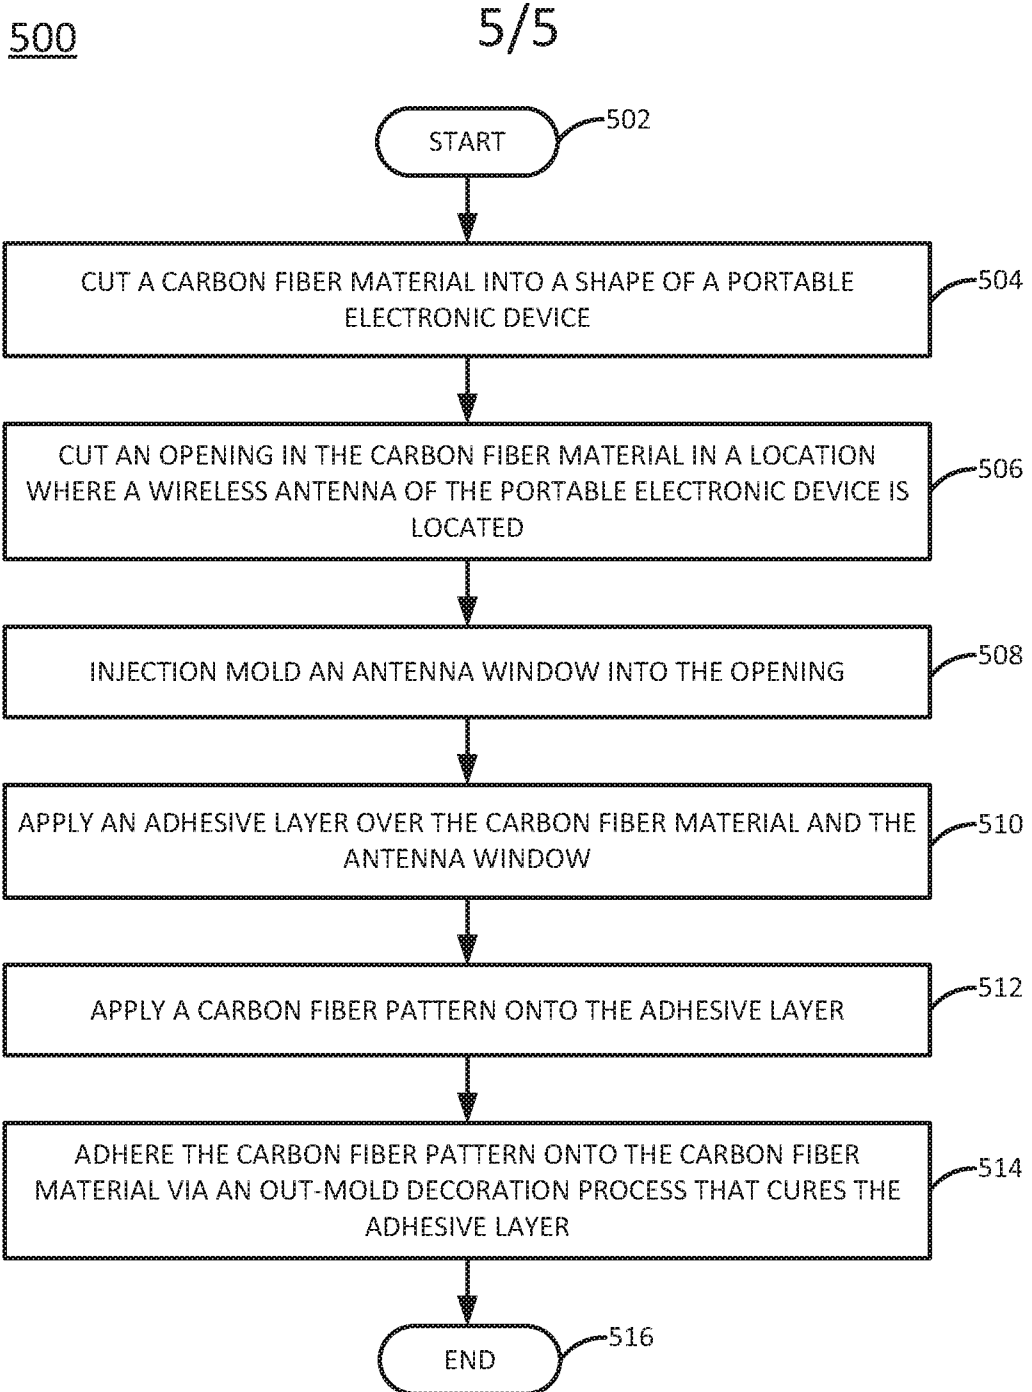 500
5/5
START
502
CUT A CARBON FIBER MATERIAL INTO A SHAPE OF A PORTABLE
ELECTRONIC DEVICE
504
CUT AN OPENING IN THE CARBON FIBER MATERIAL IN A LOCATION
WHERE A WIRELESS ANTENNA OF THE PORTABLE ELECTRONIC DEVICE IS
LOCATED
506
INJECTION MOLD AN ANTENNA WINDOW INTO THE OPENING
508
APPLY AN ADHESIVE LAYER OVER THE CARBON FIBER MATERIAL AND THE
ANTENNA WINDOW
510
APPLY A CARBON FIBER PATTERN ONTO THE ADHESIVE LAYER
512
ADHERE THE CARBON FIBER PATTERN ONTO THE CARBON FIBER
MATERIAL VIA AN OUT-MOLD DECORATION PROCESS THAT CURES THE
ADHESIVE LAYER
514
END
516